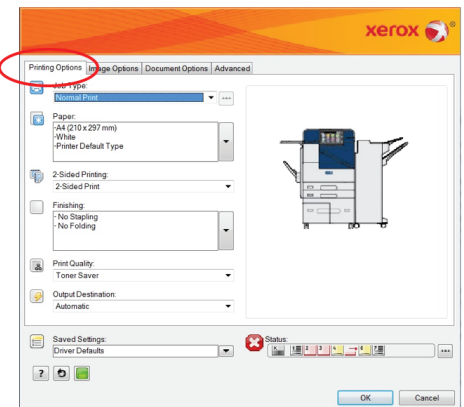 xerox
Printing Options Image Options Document Options Advanced
Job Type:
Normal Print
Paper:
-A4 (210 x 297 mm)
-White
-Printer Default Type
2-Sided Printing:
2-Sided Print
Finishing:
- No Stapling
- No Folding
Print Quality:
Toner Saver
Output Destination:
Automatic
Saved Settings:
Driver Defaults
Status:
?
OK Cancel